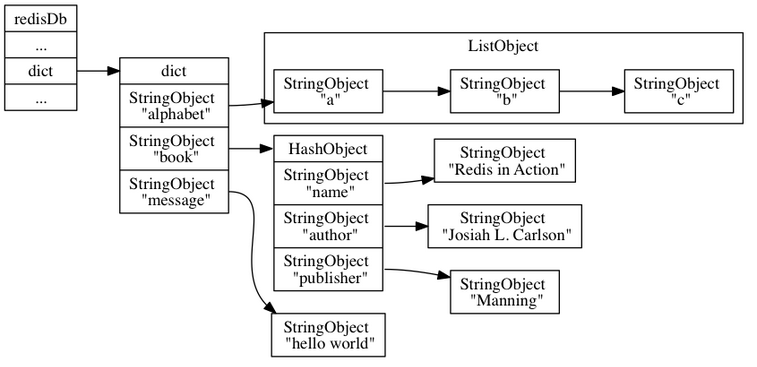 redisDb
...
dict
...
dict
StringObject
"alphabet"
StringObject
"book"
StringObject
"message"
ListObject
StringObject
"a"
StringObject
"b"
StringObject
"c"
HashObject
StringObject
"name"
StringObject
"author"
StringObject
"publisher"
StringObject
"Redis in Action"
StringObject
"Josiah L. Carlson"
StringObject
"Manning"
StringObject
"hello world"